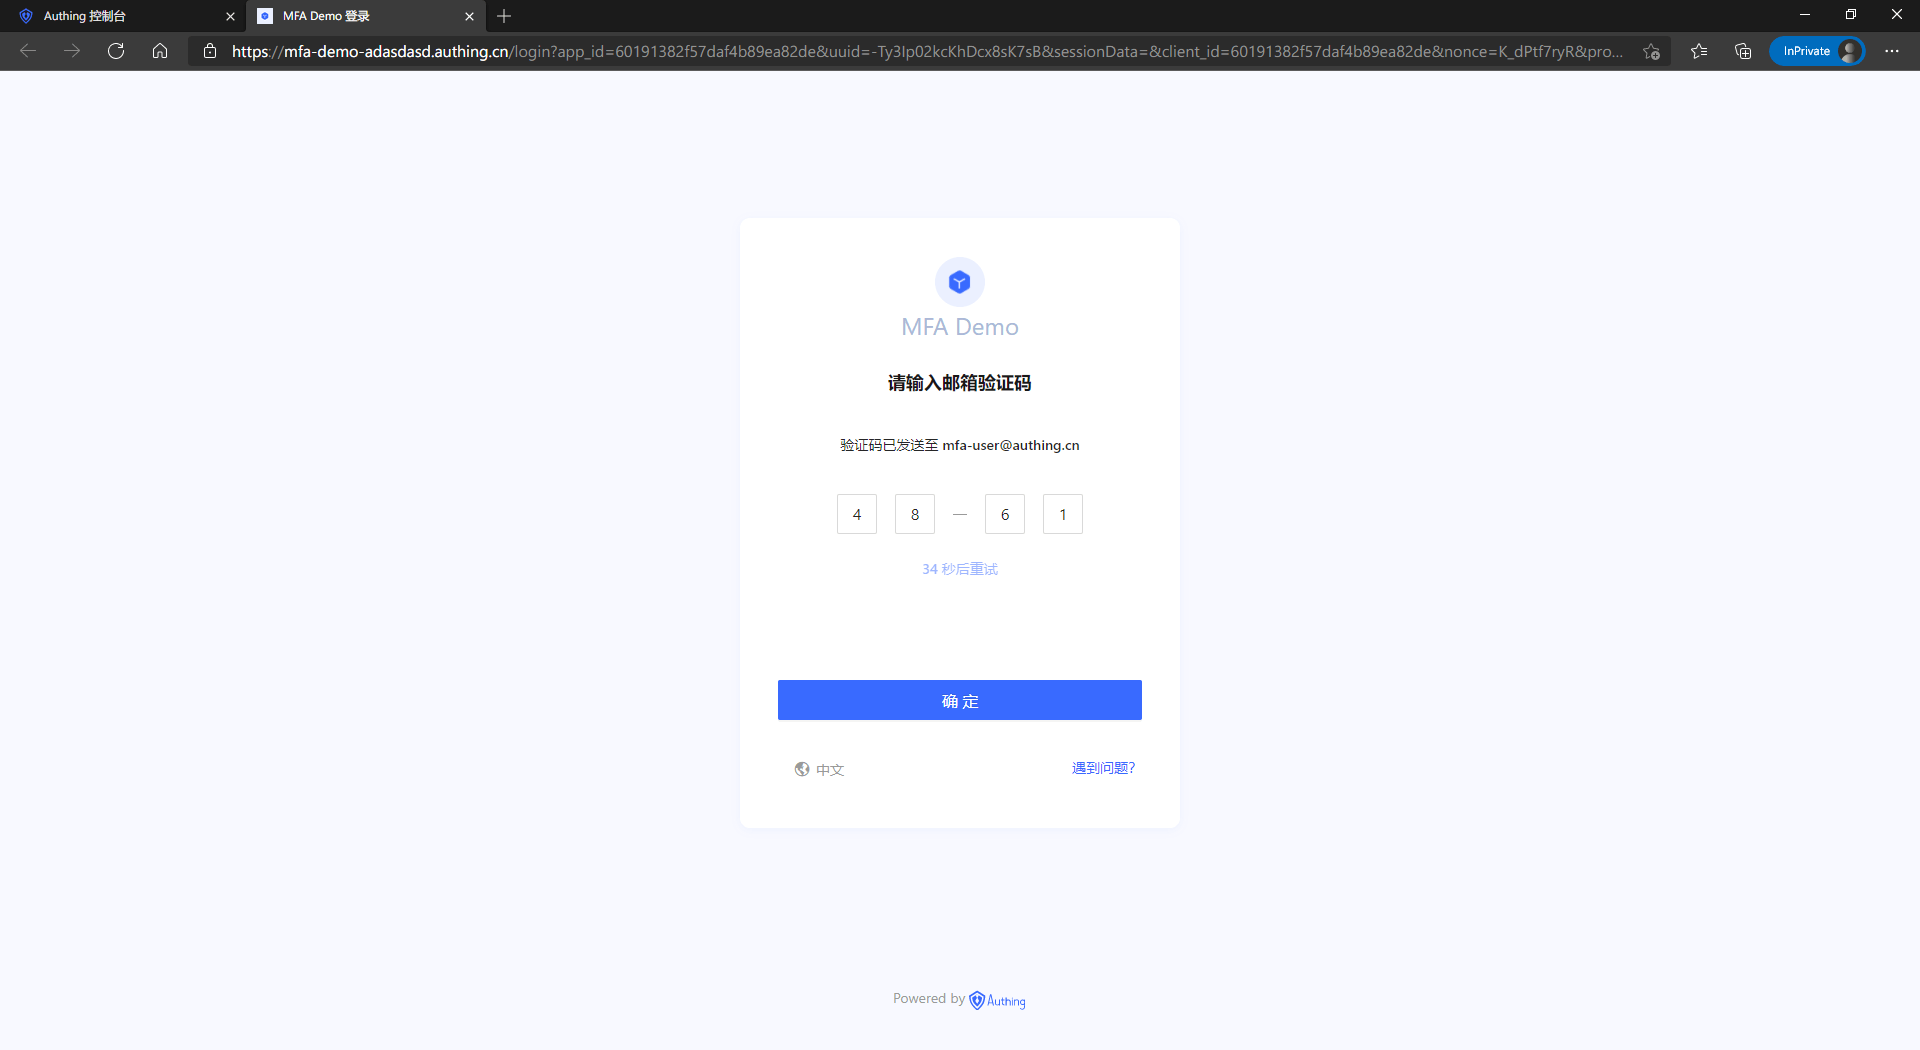 Authing 控制台
MFA Demo 登录
https://mfa-demo-adasdasd.authing.cn/login?app_id=60191382f57daf4b89ea82de&uuid=-Ty3Ip02kcKhDcx8sK7sB&sessionData=&client_id=60191382f57daf4b89ea82de&nonce=K_dPtf7ryR&pro...
InPrivate
MFA Demo
请输入邮箱验证码
验证码已发送至 mfa-user@authing.cn
4 8 — 6 1
34 秒后重试
确 定
中文
遇到问题?
Powered by Authing